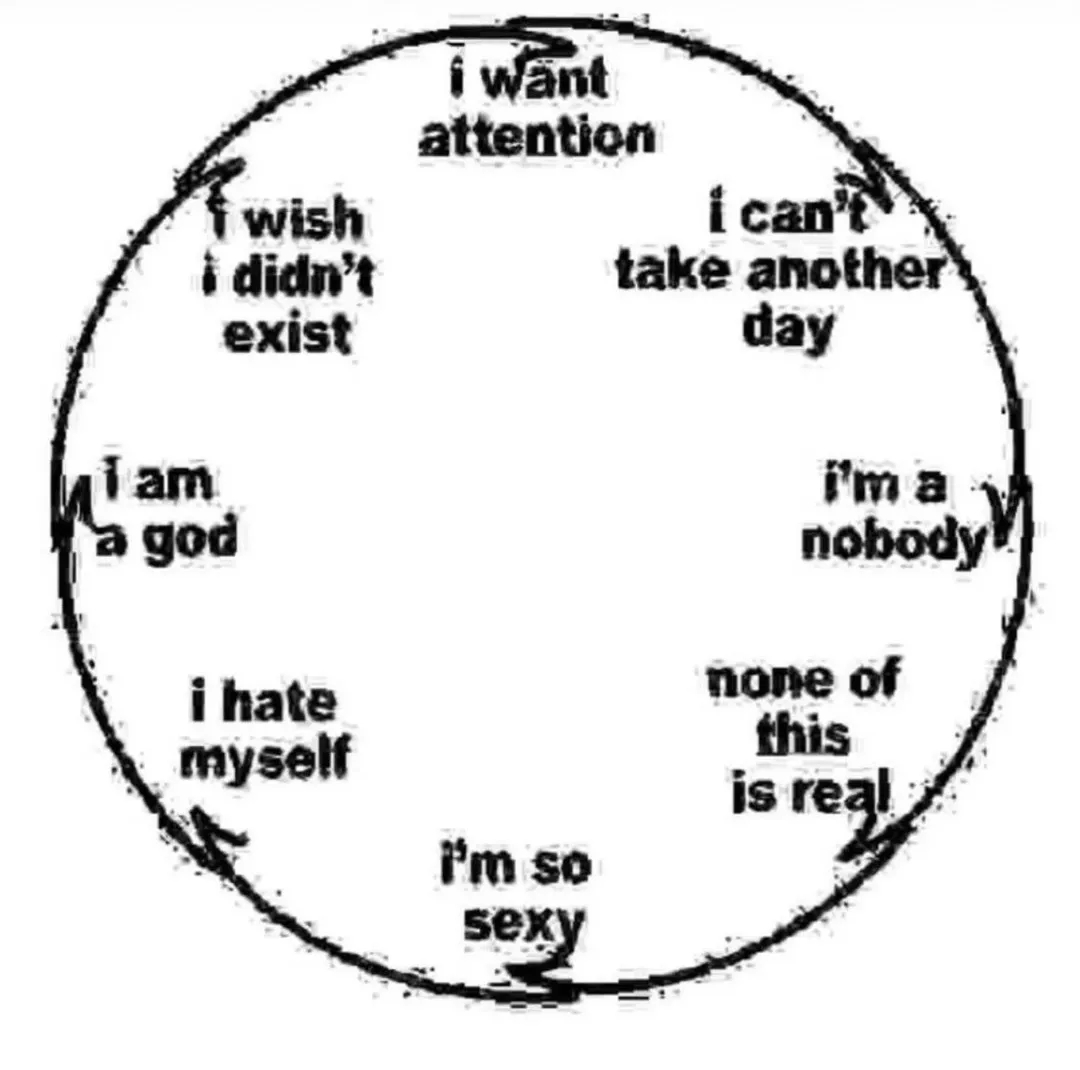 i want
attention
i can't
take another
day
i'm a
nobody
none of
this
is real
i'm so
sexy
i hate
myself
i am
a god
i wish
i didn't
exist